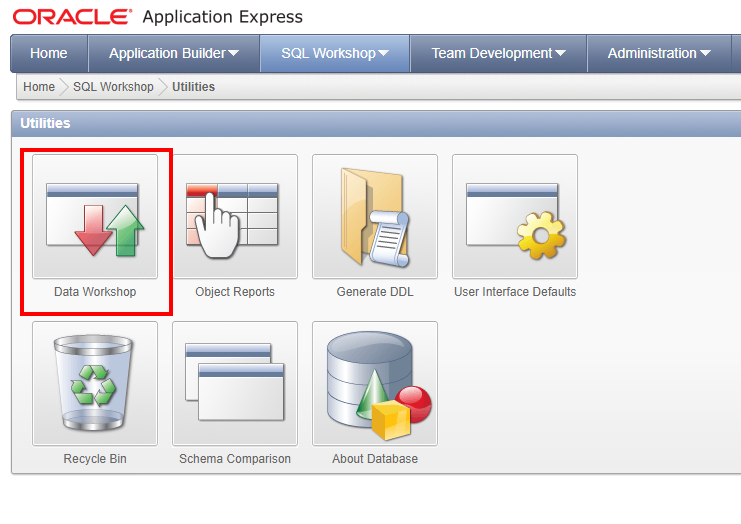 ORACLE® Application Express
Home Application Builder SQL Workshop Team Development Administration
Home SQL Workshop Utilities
Utilities
Data Workshop Object Reports Generate DDL User Interface Defaults
Recycle Bin Schema Comparison About Database